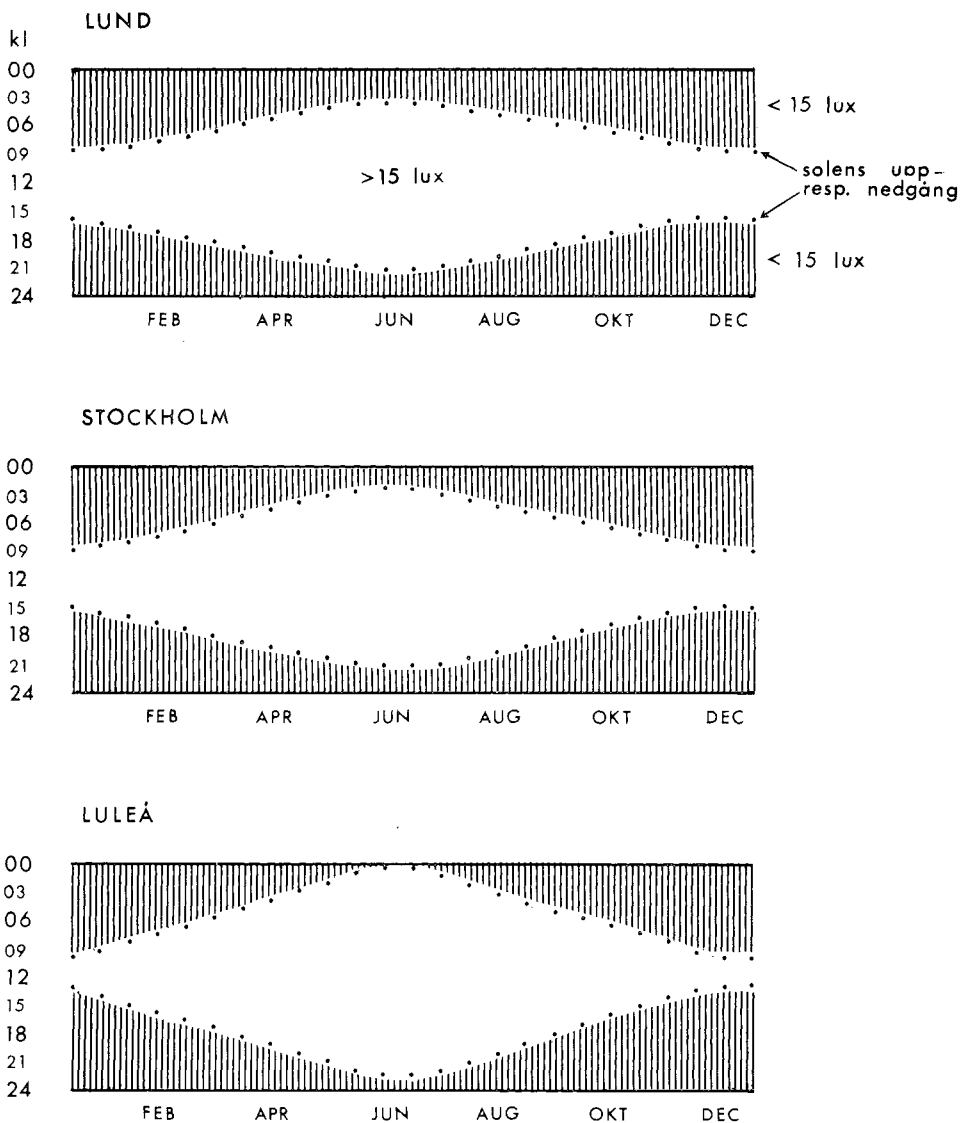 LUND
kl
00
03
06
09
12
15
18
21
24
< 15 lux
>15 lux
solens upp-
resp. nedgång
< 15 lux
FEB APR JUN AUG OKT DEC
STOCKHOLM
00
03
06
09
12
15
18
21
24
FEB APR JUN AUG OKT DEC
LULEÅ
00
03
06
09
12
15
18
21
24
FEB APR JUN AUG OKT DEC